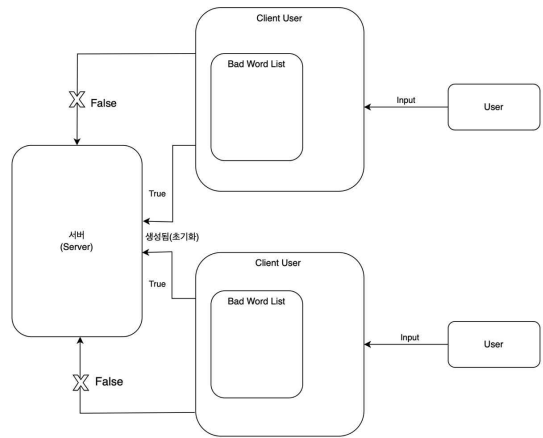 Client User
Bad Word List
False
Input
User
True
서버
(Server)
생성됨(초기화)
Client User
True
Bad Word List
Input
User
False